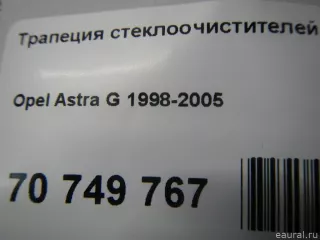 Трапеция стеклоочистителей
Opel Astra G 1998-2005
70 749 767
eaural.ru